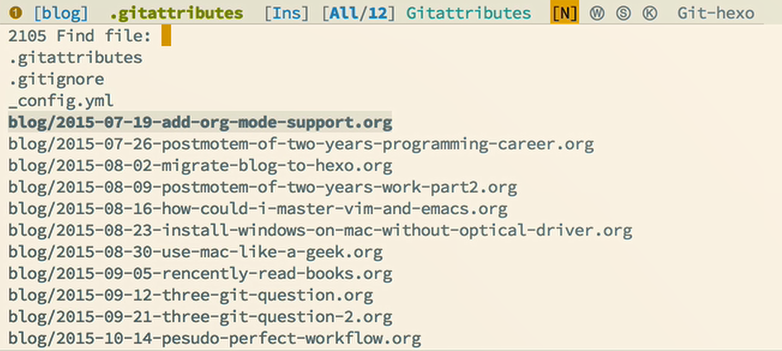 ❶ [blog] .gitattributes [Ins] [All/12] Gitattributes [N] Ⓦ Ⓢ Ⓚ Git-hexo
2105 Find file:
.gitattributes
.gitignore
_config.yml
blog/2015-07-19-add-org-mode-support.org
blog/2015-07-26-postmotem-of-two-years-programming-career.org
blog/2015-08-02-migrate-blog-to-hexo.org
blog/2015-08-09-postmotem-of-two-years-work-part2.org
blog/2015-08-16-how-could-i-master-vim-and-emacs.org
blog/2015-08-23-install-windows-on-mac-without-optical-driver.org
blog/2015-08-30-use-mac-like-a-geek.org
blog/2015-09-05-rencently-read-books.org
blog/2015-09-12-three-git-question.org
blog/2015-09-21-three-git-question-2.org
blog/2015-10-14-pesudo-perfect-workflow.org